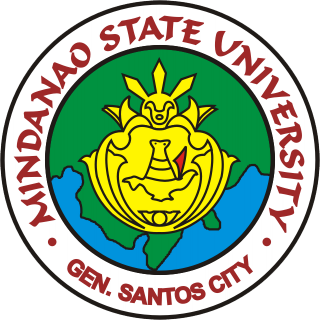 MINDANAO STATE UNIVERSITY
GEN. SANTOS CITY